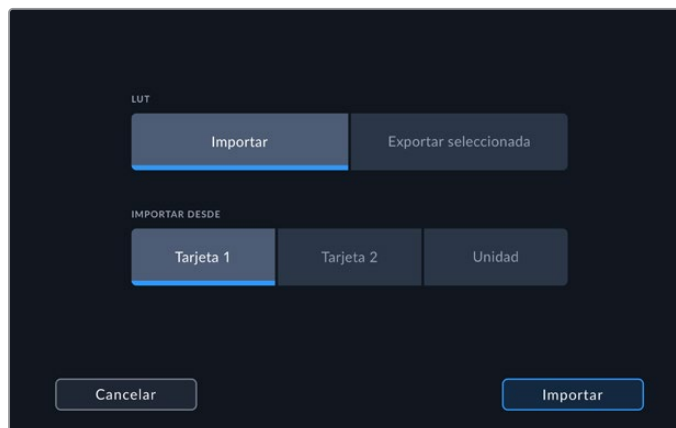 LUT
Importar Exportar seleccionada
IMPORTAR DESDE
Tarjeta 1 Tarjeta 2 Unidad
Cancelar Importar